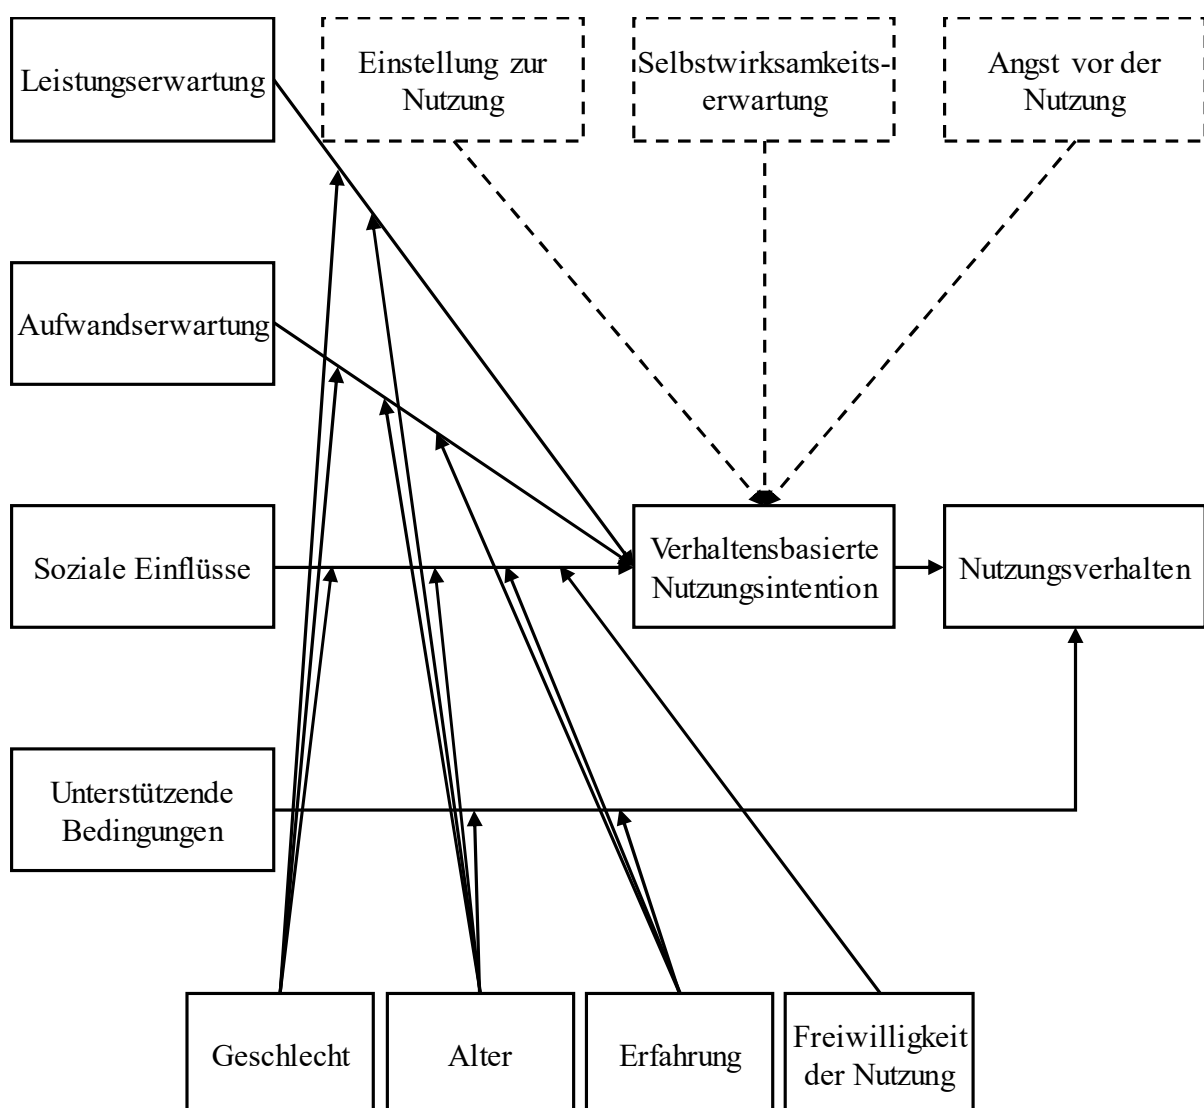 Leistungserwartung
Einstellung zur
Nutzung
Selbstwirksamkeits-
erwartung
Angst vor der
Nutzung
Aufwandserwartung
Soziale Einflüsse
Verhaltensbasierte
Nutzungsintention
Nutzungsverhalten
Unterstützende
Bedingungen
Geschlecht
Alter
Erfahrung
Freiwilligkeit
der Nutzung